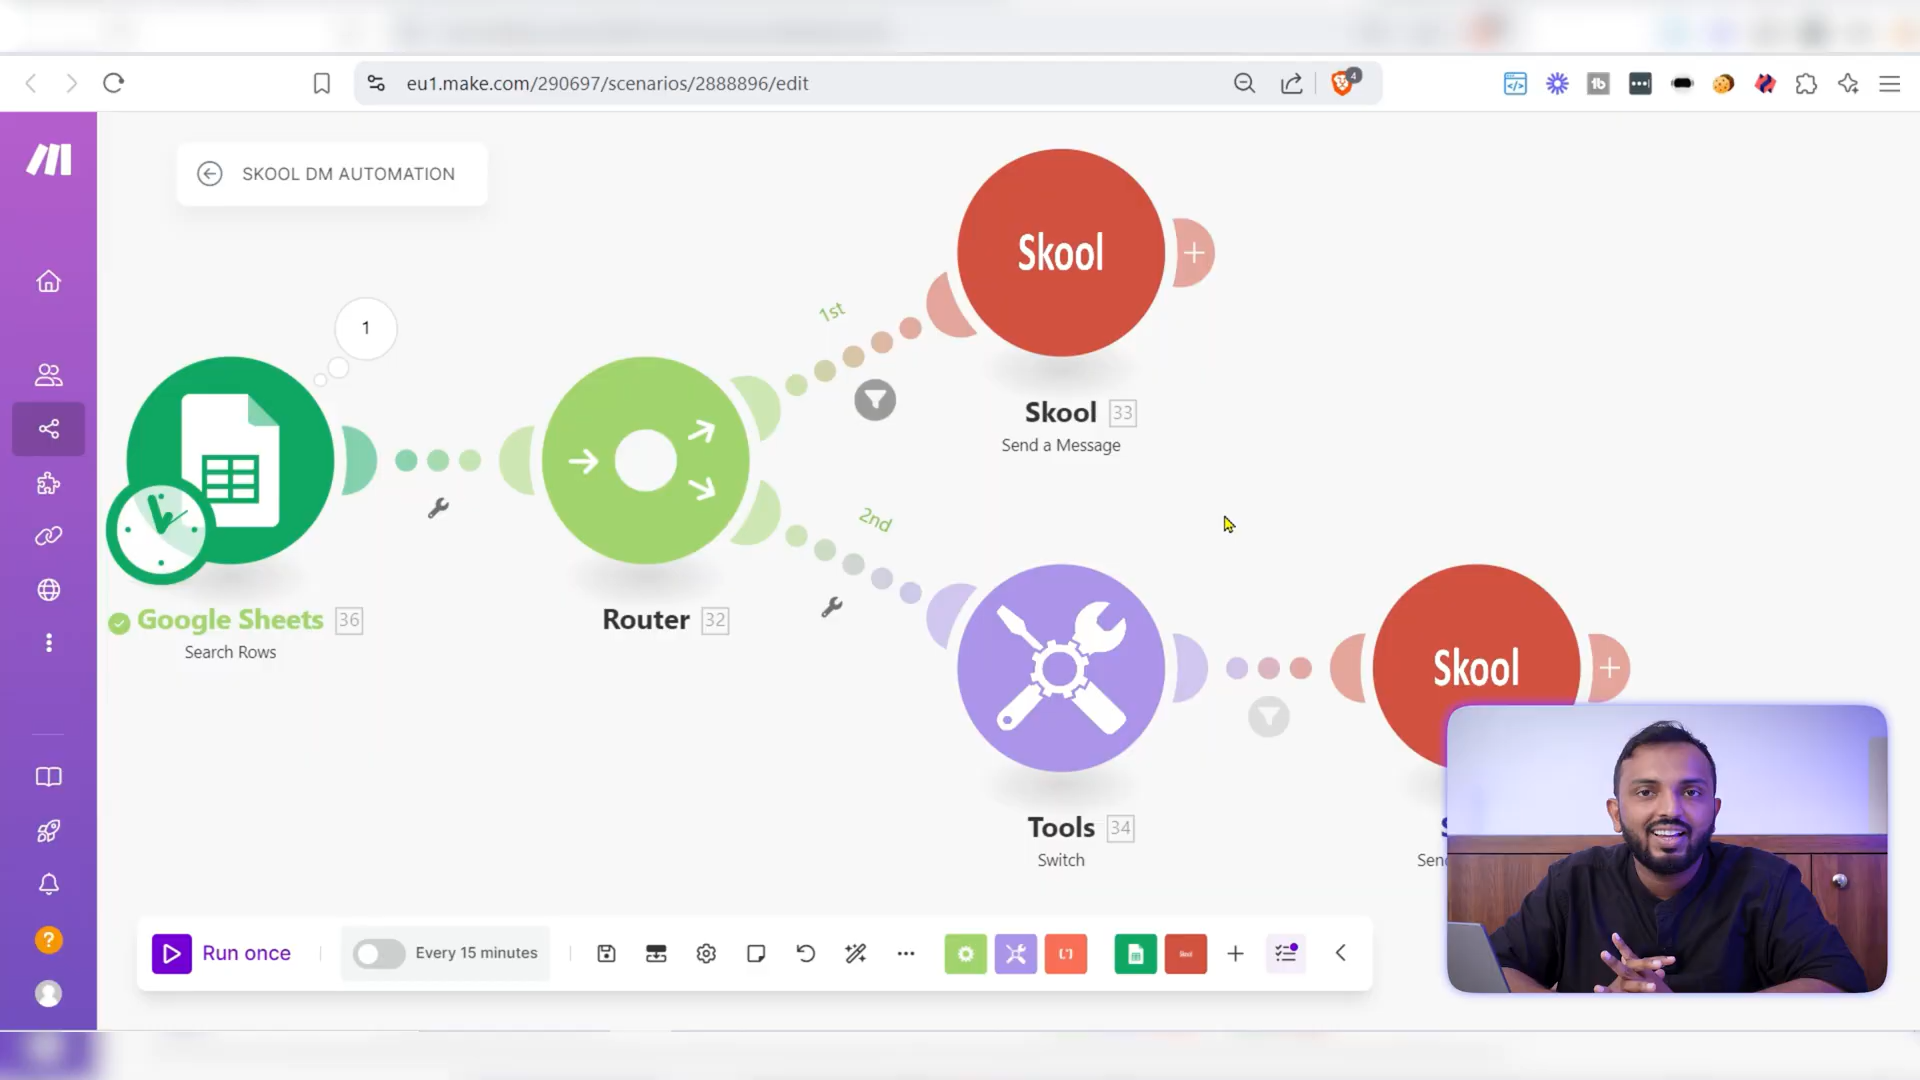 4
eu1.make.com/290697/scenarios/2888896/edit
SKOOL DM AUTOMATION
Skool
1st
1
Skool 33
Send a Message
2nd
Google Sheets 36
Search Rows
Router 32
Skool
Tools 34
Switch
Run once
Every 15 minutes